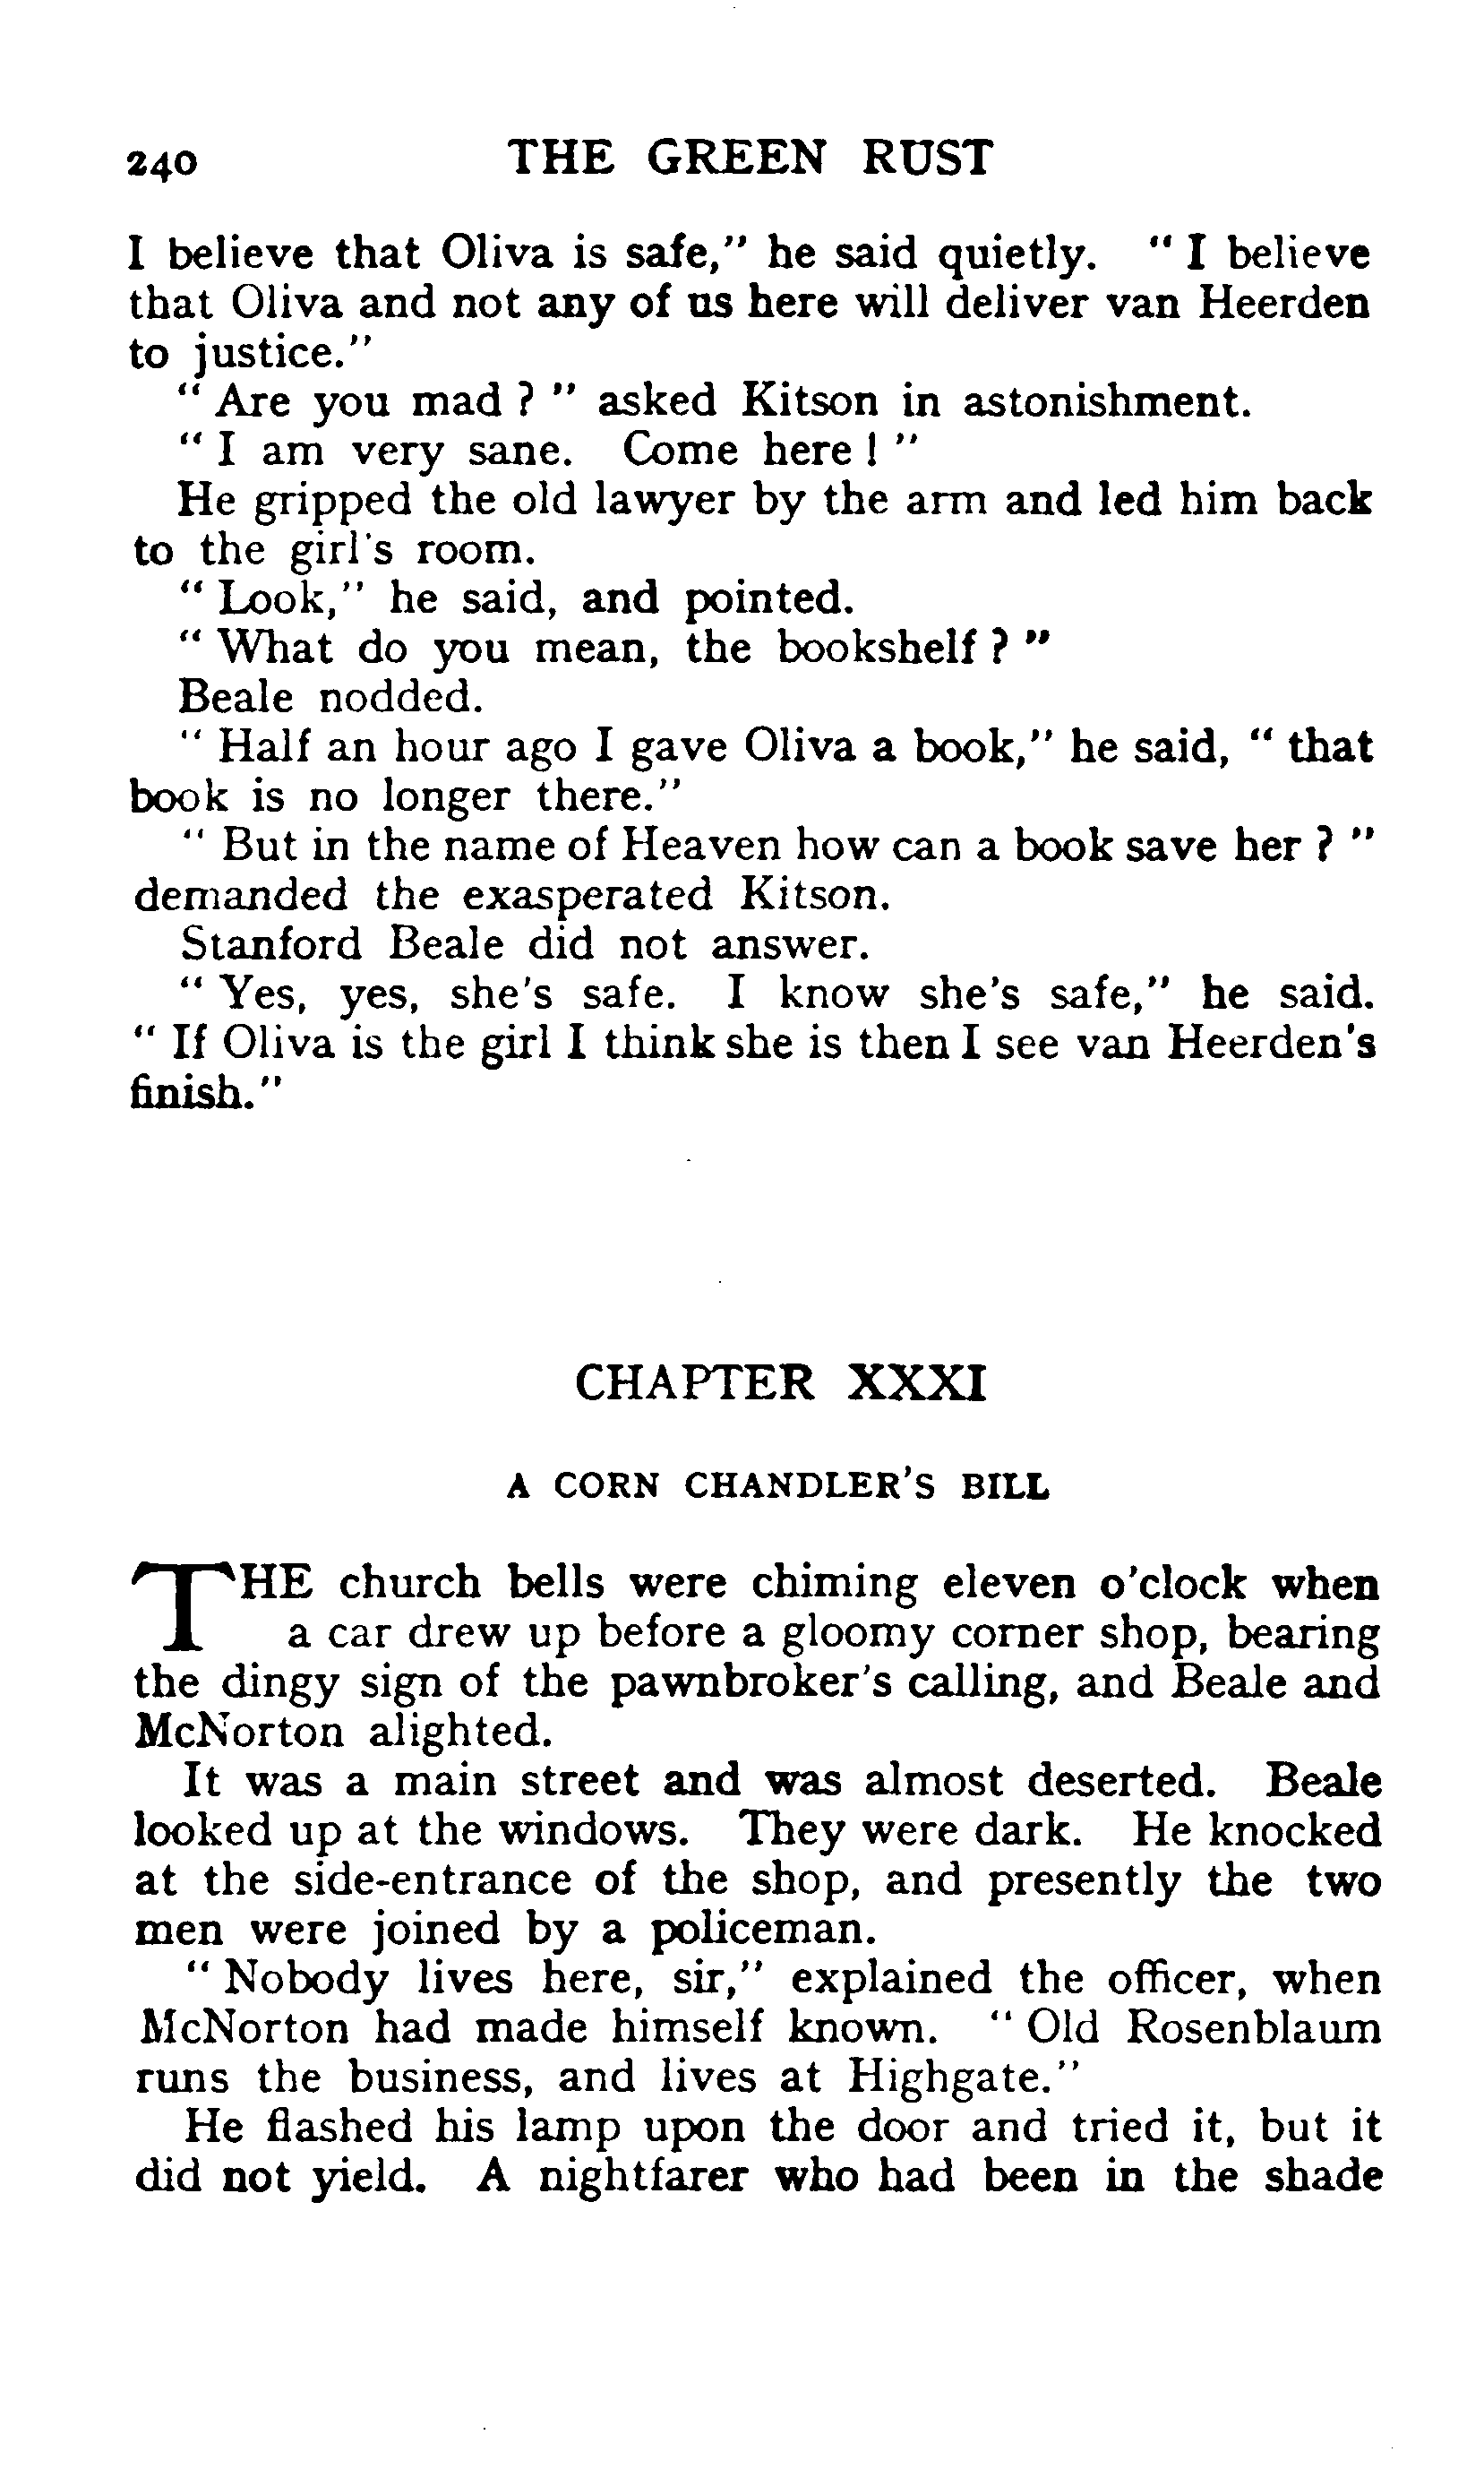 240 THE GREEN RUST
I believe that Oliva is safe," he said quietly. " I believe
that Oliva and not any of us here will deliver van Heerden
to justice."
" Are you mad ? " asked Kitson in astonishment.
" I am very sane. Come here ! "
He gripped the old lawyer by the arm and led him back
to the girl's room.
" Look," he said, and pointed.
" What do you mean, the bookshelf ? "
Beale nodded.
" Half an hour ago I gave Oliva a book," he said, " that
book is no longer there."
" But in the name of Heaven how can a book save her ? "
demanded the exasperated Kitson.
Stanford Beale did not answer.
" Yes, yes, she's safe. I know she's safe," he said.
" If Oliva is the girl I think she is then I see van Heerden's
finish."
CHAPTER XXXI
A CORN CHANDLER'S BILL
THE church bells were chiming eleven o'clock when
a car drew up before a gloomy corner shop, bearing
the dingy sign of the pawnbroker's calling, and Beale and
McNorton alighted.
It was a main street and was almost deserted. Beale
looked up at the windows. They were dark. He knocked
at the side-entrance of the shop, and presently the two
men were joined by a policeman.
" Nobody lives here, sir," explained the officer, when
McNorton had made himself known. " Old Rosenblaum
runs the business, and lives at Highgate."
He flashed his lamp upon the door and tried it, but it
did not yield. A nightfarer who had been in the shade